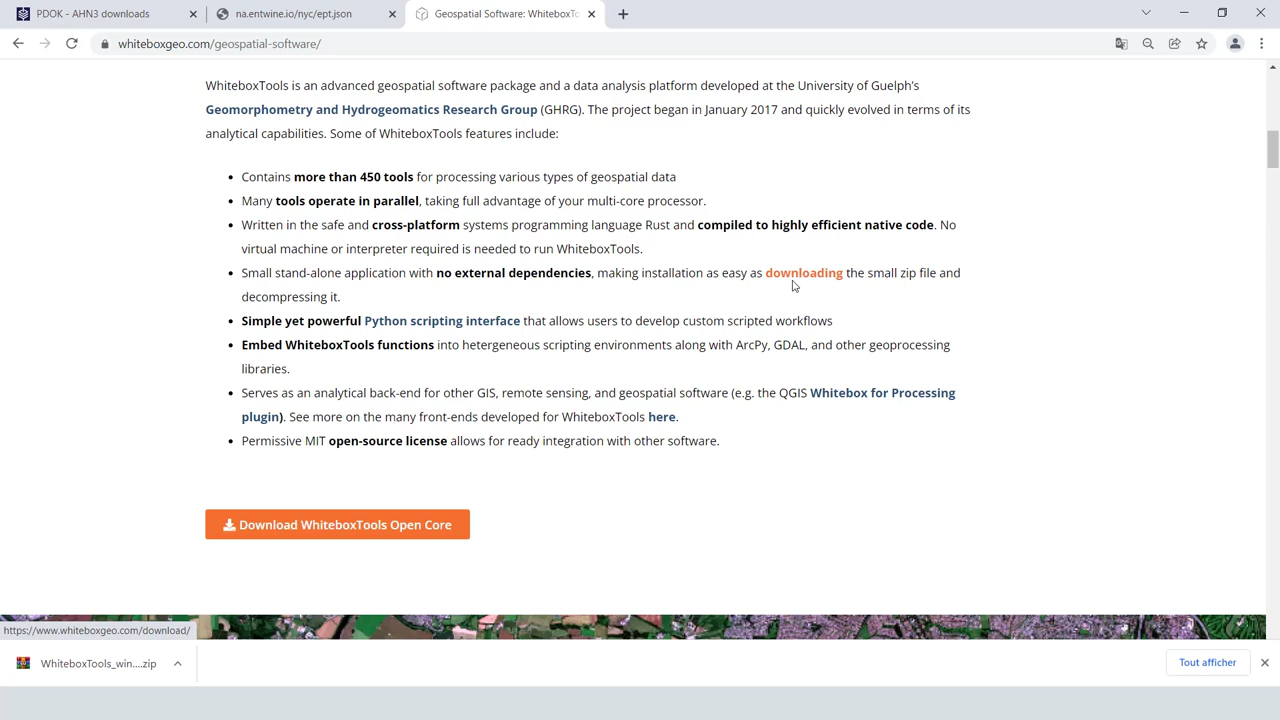 PDOK - AHN3 downloads
na.entwine.io/nyc/ept.json
Geospatial Software: WhiteboxTo
whiteboxgeo.com/geospatial-software/
WhiteboxTools is an advanced geospatial software package and a data analysis platform developed at the University of Guelph's
Geomorphometry and Hydrogeomatics Research Group (GHRG). The project began in January 2017 and quickly evolved in terms of its
analytical capabilities. Some of WhiteboxTools features include:
• Contains more than 450 tools for processing various types of geospatial data
• Many tools operate in parallel, taking full advantage of your multi-core processor.
• Written in the safe and cross-platform systems programming language Rust and compiled to highly efficient native code. No
virtual machine or interpreter required is needed to run WhiteboxTools.
• Small stand-alone application with no external dependencies, making installation as easy as downloading the small zip file and
decompressing it.
• Simple yet powerful Python scripting interface that allows users to develop custom scripted workflows
• Embed WhiteboxTools functions into hetergeneous scripting environments along with ArcPy, GDAL, and other geoprocessing
libraries.
• Serves as an analytical back-end for other GIS, remote sensing, and geospatial software (e.g. the QGIS Whitebox for Processing
plugin). See more on the many front-ends developed for WhiteboxTools here.
• Permissive MIT open-source license allows for ready integration with other software.
Download WhiteboxTools Open Core
https://www.whiteboxgeo.com/download/
WhiteboxTools_win....zip
Tout afficher